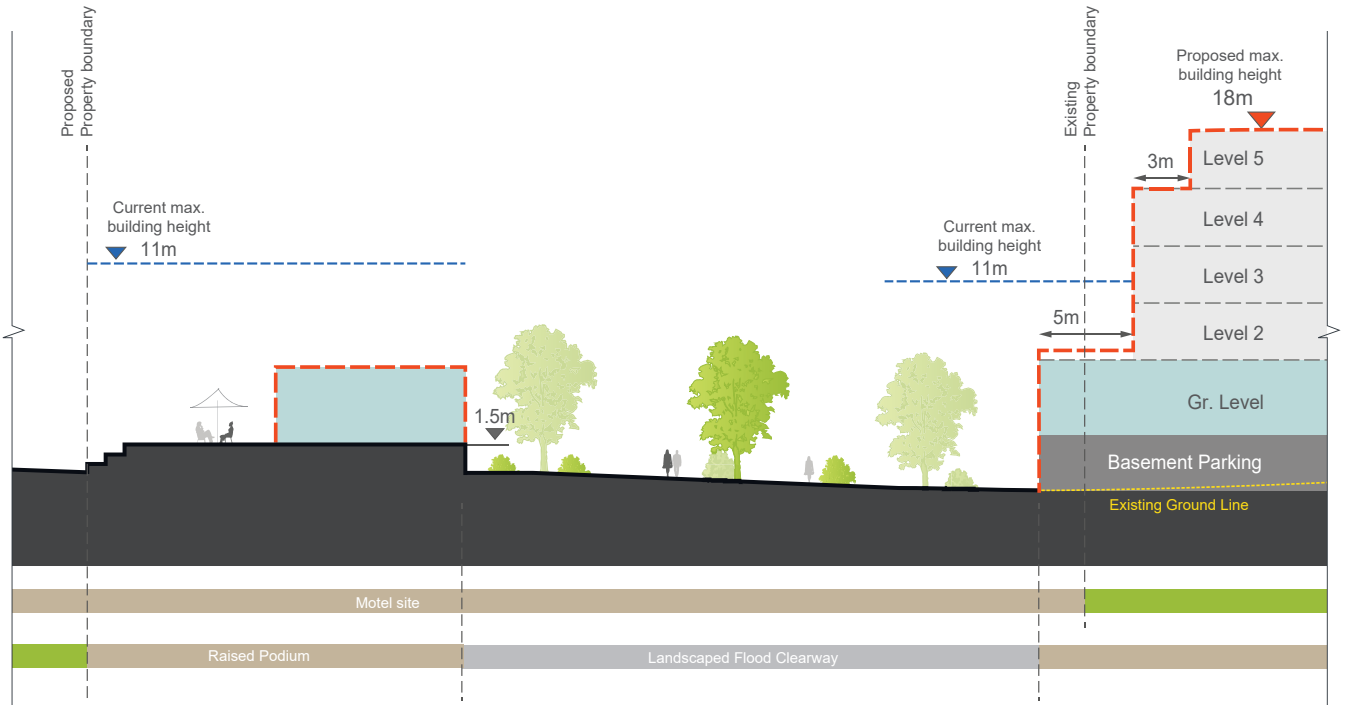 Proposed
Property boundary
Existing
Property boundary
Proposed max.
building height
18m
Level 5
3m
Current max.
building height
11m
Level 4
Current max.
building height
11m
Level 3
5m
Level 2
1.5m
Gr. Level
Basement Parking
Existing Ground Line
Motel site
Raised Podium
Landscaped Flood Clearway